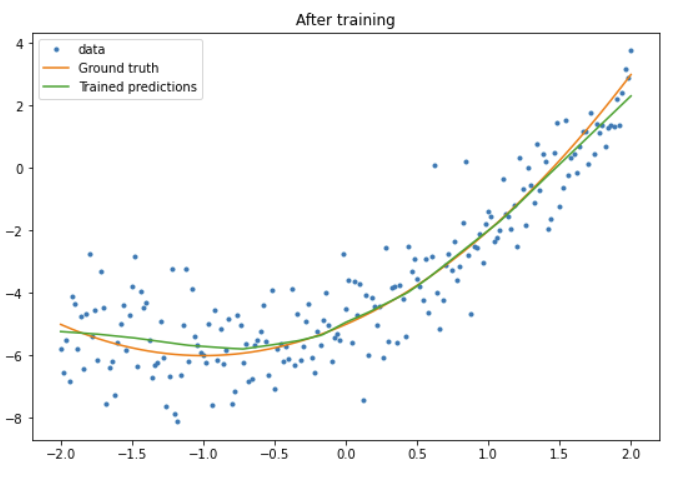 After training
data
Ground truth
Trained predictions
4
2
0
−2
−4
−6
−8
−2.0 −1.5 −1.0 −0.5 0.0 0.5 1.0 1.5 2.0